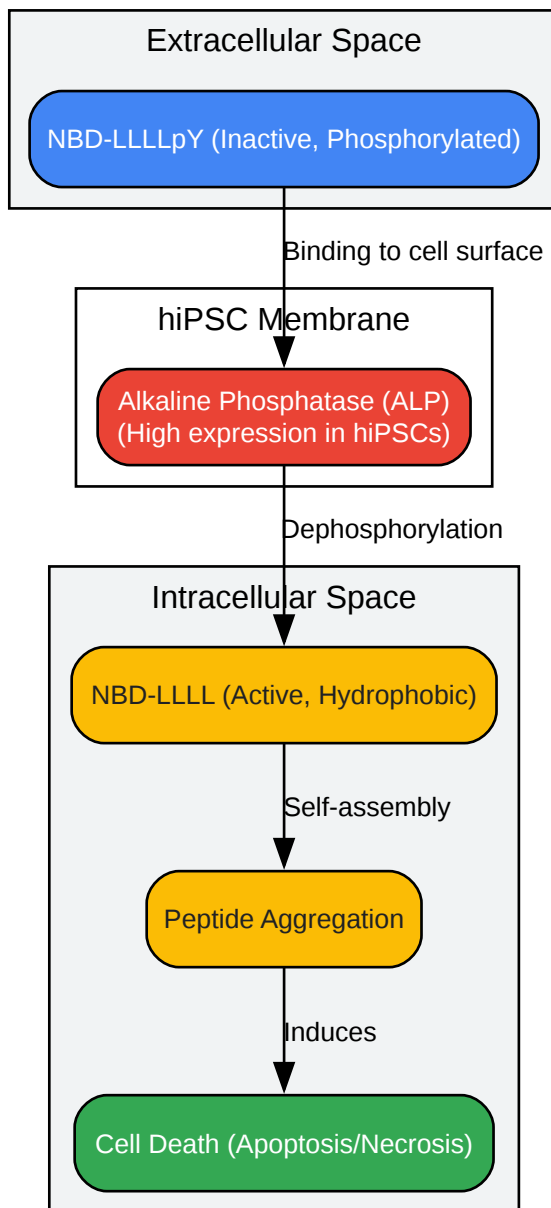 Extracellular Space
NBD-LLLLpY (Inactive, Phosphorylated)
Binding to cell surface
hiPSC Membrane
Alkaline Phosphatase (ALP)
(High expression in hiPSCs)
Dephosphorylation
Intracellular Space
NBD-LLLL (Active, Hydrophobic)
Self-assembly
Peptide Aggregation
Induces
Cell Death (Apoptosis/Necrosis)